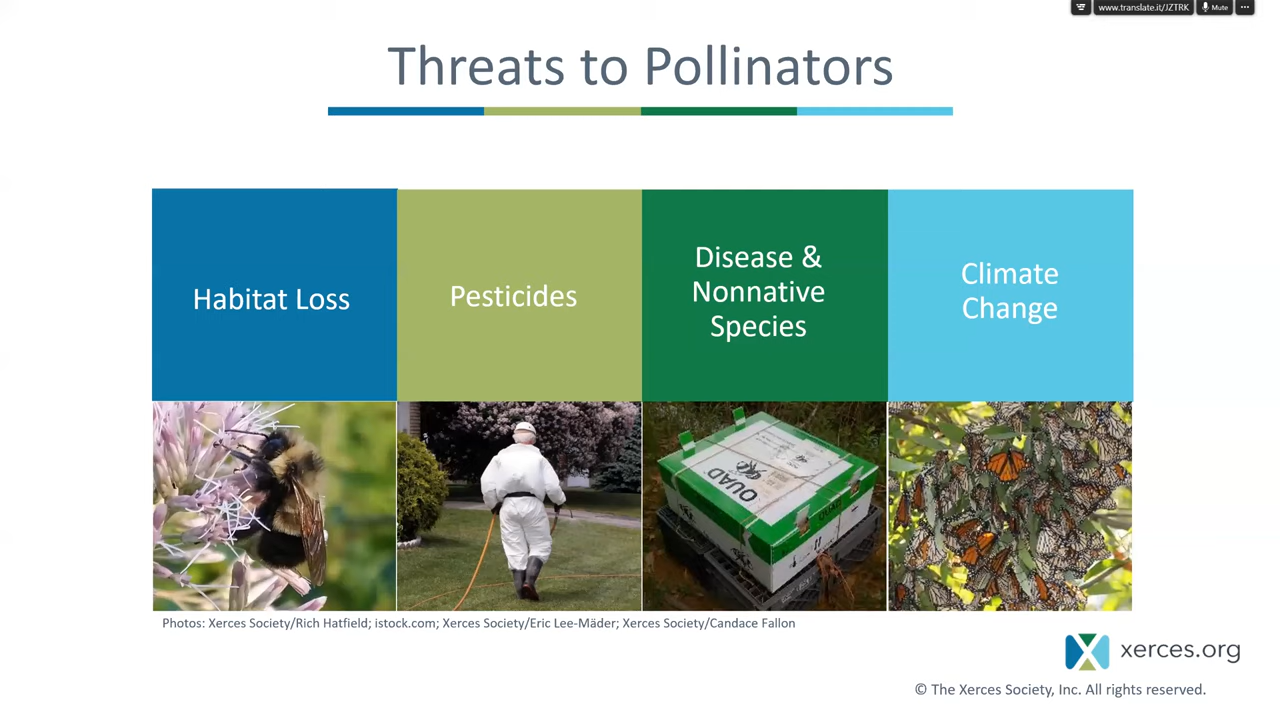 www.translate.it/JZTRK
Mute
Threats to Pollinators
Habitat Loss
Pesticides
Disease &
Nonnative
Species
Climate
Change
QUAD
Photos: Xerces Society/Rich Hatfield; istock.com; Xerces Society/Eric Lee-Mäder; Xerces Society/Candace Fallon
xerces.org
© The Xerces Society, Inc. All rights reserved.